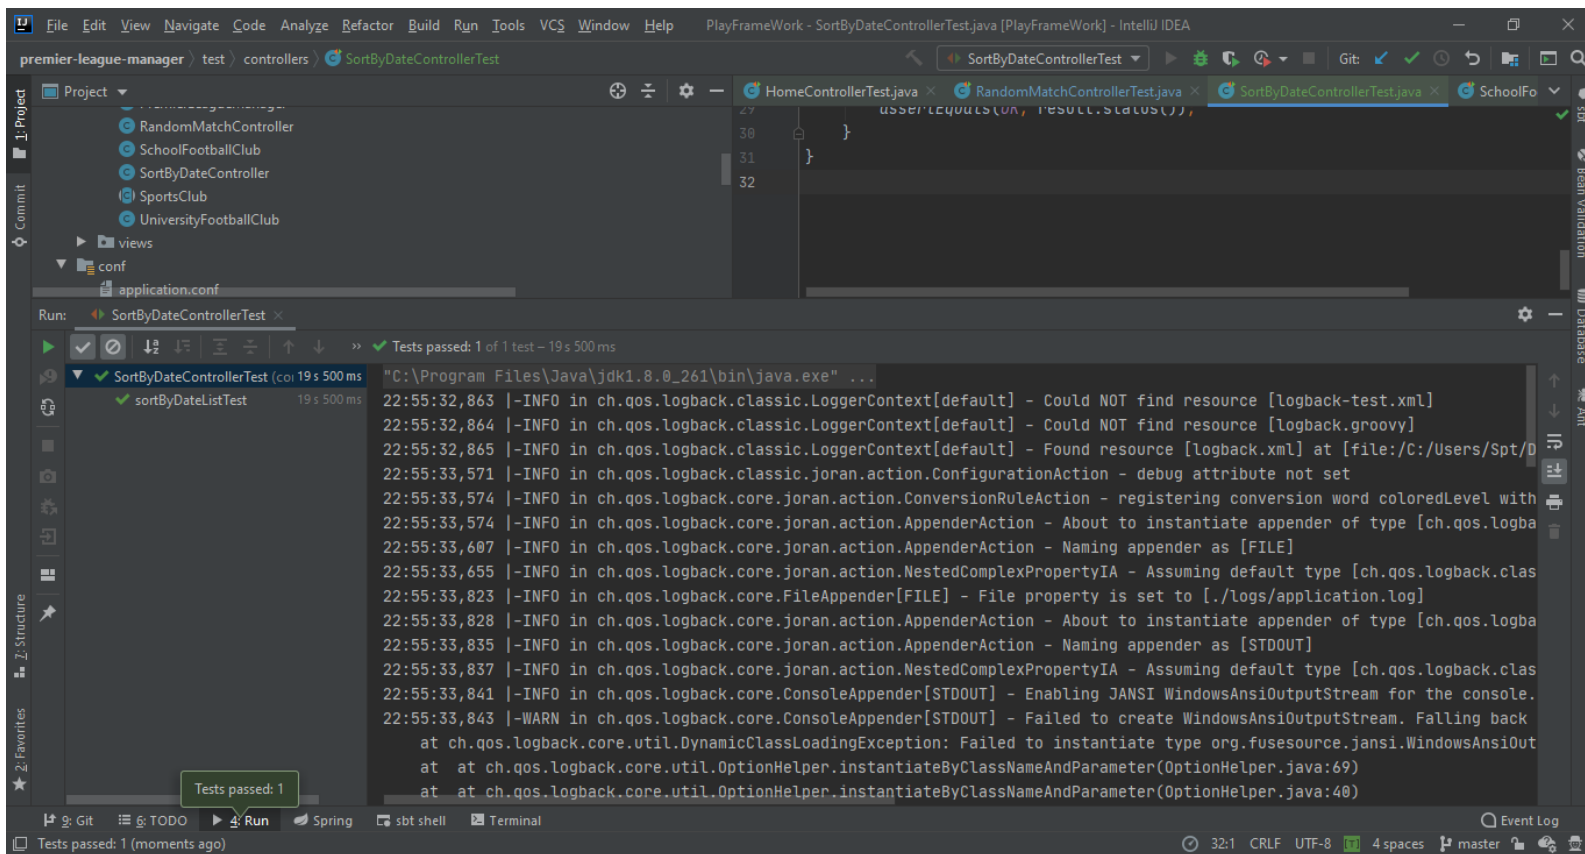 File Edit View Navigate Code Analyze Refactor Build Run Tools VCS Window Help PlayFrameWork - SortByDateControllerTest.java [PlayFrameWork] - IntelliJ IDEA
premier-league-manager test controllers SortByDateControllerTest SortByDateControllerTest Git:
1: Project
Commit
7: Structure
2: Favorites
Project
RandomMatchController
SchoolFootballClub
SortByDateController
SportsClub
UniversityFootballClub
views
conf
application.conf
HomeControllerTest.java RandomMatchControllerTest.java SortByDateControllerTest.java SchoolFo
29 assertEquals(OK, result.status());
30 }
31 }
32
sbt
Bean Validation
Database
Ant
Run: SortByDateControllerTest
Tests passed: 1 of 1 test – 19 s 500 ms
SortByDateControllerTest (co 19 s 500 ms
sortByDateListTest 19 s 500 ms
"C:\Program Files\Java\jdk1.8.0_261\bin\java.exe" ...
22:55:32,863 |-INFO in ch.qos.logback.classic.LoggerContext[default] - Could NOT find resource [logback-test.xml]
22:55:32,864 |-INFO in ch.qos.logback.classic.LoggerContext[default] - Could NOT find resource [logback.groovy]
22:55:32,865 |-INFO in ch.qos.logback.classic.LoggerContext[default] - Found resource [logback.xml] at [file:/C:/Users/Spt/D
22:55:33,571 |-INFO in ch.qos.logback.classic.joran.action.ConfigurationAction - debug attribute not set
22:55:33,574 |-INFO in ch.qos.logback.core.joran.action.ConversionRuleAction - registering conversion word coloredLevel with
22:55:33,574 |-INFO in ch.qos.logback.core.joran.action.AppenderAction - About to instantiate appender of type [ch.qos.logba
22:55:33,607 |-INFO in ch.qos.logback.core.joran.action.AppenderAction - Naming appender as [FILE]
22:55:33,655 |-INFO in ch.qos.logback.core.joran.action.NestedComplexPropertyIA - Assuming default type [ch.qos.logback.clas
22:55:33,823 |-INFO in ch.qos.logback.core.FileAppender[FILE] - File property is set to [./logs/application.log]
22:55:33,828 |-INFO in ch.qos.logback.core.joran.action.AppenderAction - About to instantiate appender of type [ch.qos.logba
22:55:33,835 |-INFO in ch.qos.logback.core.joran.action.AppenderAction - Naming appender as [STDOUT]
22:55:33,837 |-INFO in ch.qos.logback.core.joran.action.NestedComplexPropertyIA - Assuming default type [ch.qos.logback.clas
22:55:33,841 |-INFO in ch.qos.logback.core.ConsoleAppender[STDOUT] - Enabling JANSI WindowsAnsiOutputStream for the console.
22:55:33,843 |-WARN in ch.qos.logback.core.ConsoleAppender[STDOUT] - Failed to create WindowsAnsiOutputStream. Falling back
at ch.qos.logback.core.util.DynamicClassLoadingException: Failed to instantiate type org.fusesource.jansi.WindowsAnsiOut
at at ch.qos.logback.core.util.OptionHelper.instantiateByClassNameAndParameter(OptionHelper.java:69)
at at ch.qos.logback.core.util.OptionHelper.instantiateByClassNameAndParameter(OptionHelper.java:40)
Tests passed: 1
9: Git 6: TODO 4: Run Spring sbt shell Terminal Event Log
Tests passed: 1 (moments ago) 32:1 CRLF UTF-8 [T] 4 spaces master